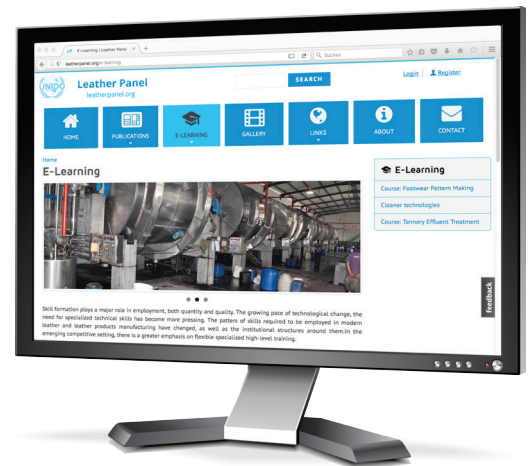 E-Learning | Leather Panel
leatherpanel.org/e-learning
Suchen
UNIDO
Leather Panel
leatherpanel.org
SEARCH
Login | Register
HOME
PUBLICATIONS
E-LEARNING
GALLERY
LINKS
ABOUT
CONTACT
Home
E-Learning
E-Learning
Course: Footwear Pattern Making
Cleaner technologies
Course: Tannery Effluent Treatment
feedback
Skill formation plays a major role in employment, both quantity and quality. The growing pace of technological change, the
need for specialized technical skills has become more pressing. The patters of skills required to be employed in modern
leather and leather products manufacturing have changed, as well as the institutional structures around them.In the
emerging competitive setting, there is a greater emphasis on flexible specialized high-level training.